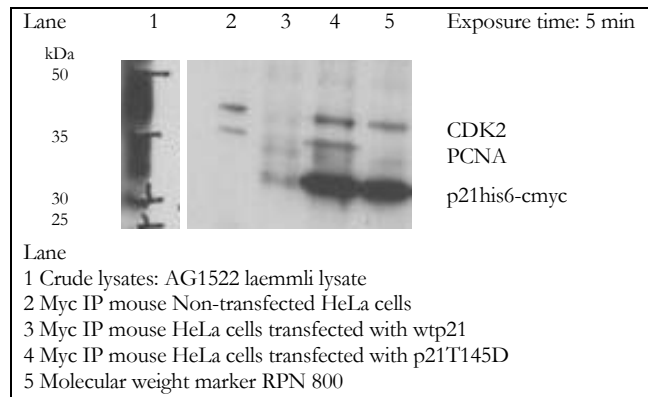 Lane 1 2 3 4 5 Exposure time: 5 min
kDa
50
35
30
25
CDK2
PCNA
p21his6-cmyc
Lane
1 Crude lysates: AG1522 laemmli lysate
2 Myc IP mouse Non-transfected HeLa cells
3 Myc IP mouse HeLa cells transfected with wtp21
4 Myc IP mouse HeLa cells transfected with p21T145D
5 Molecular weight marker RPN 800